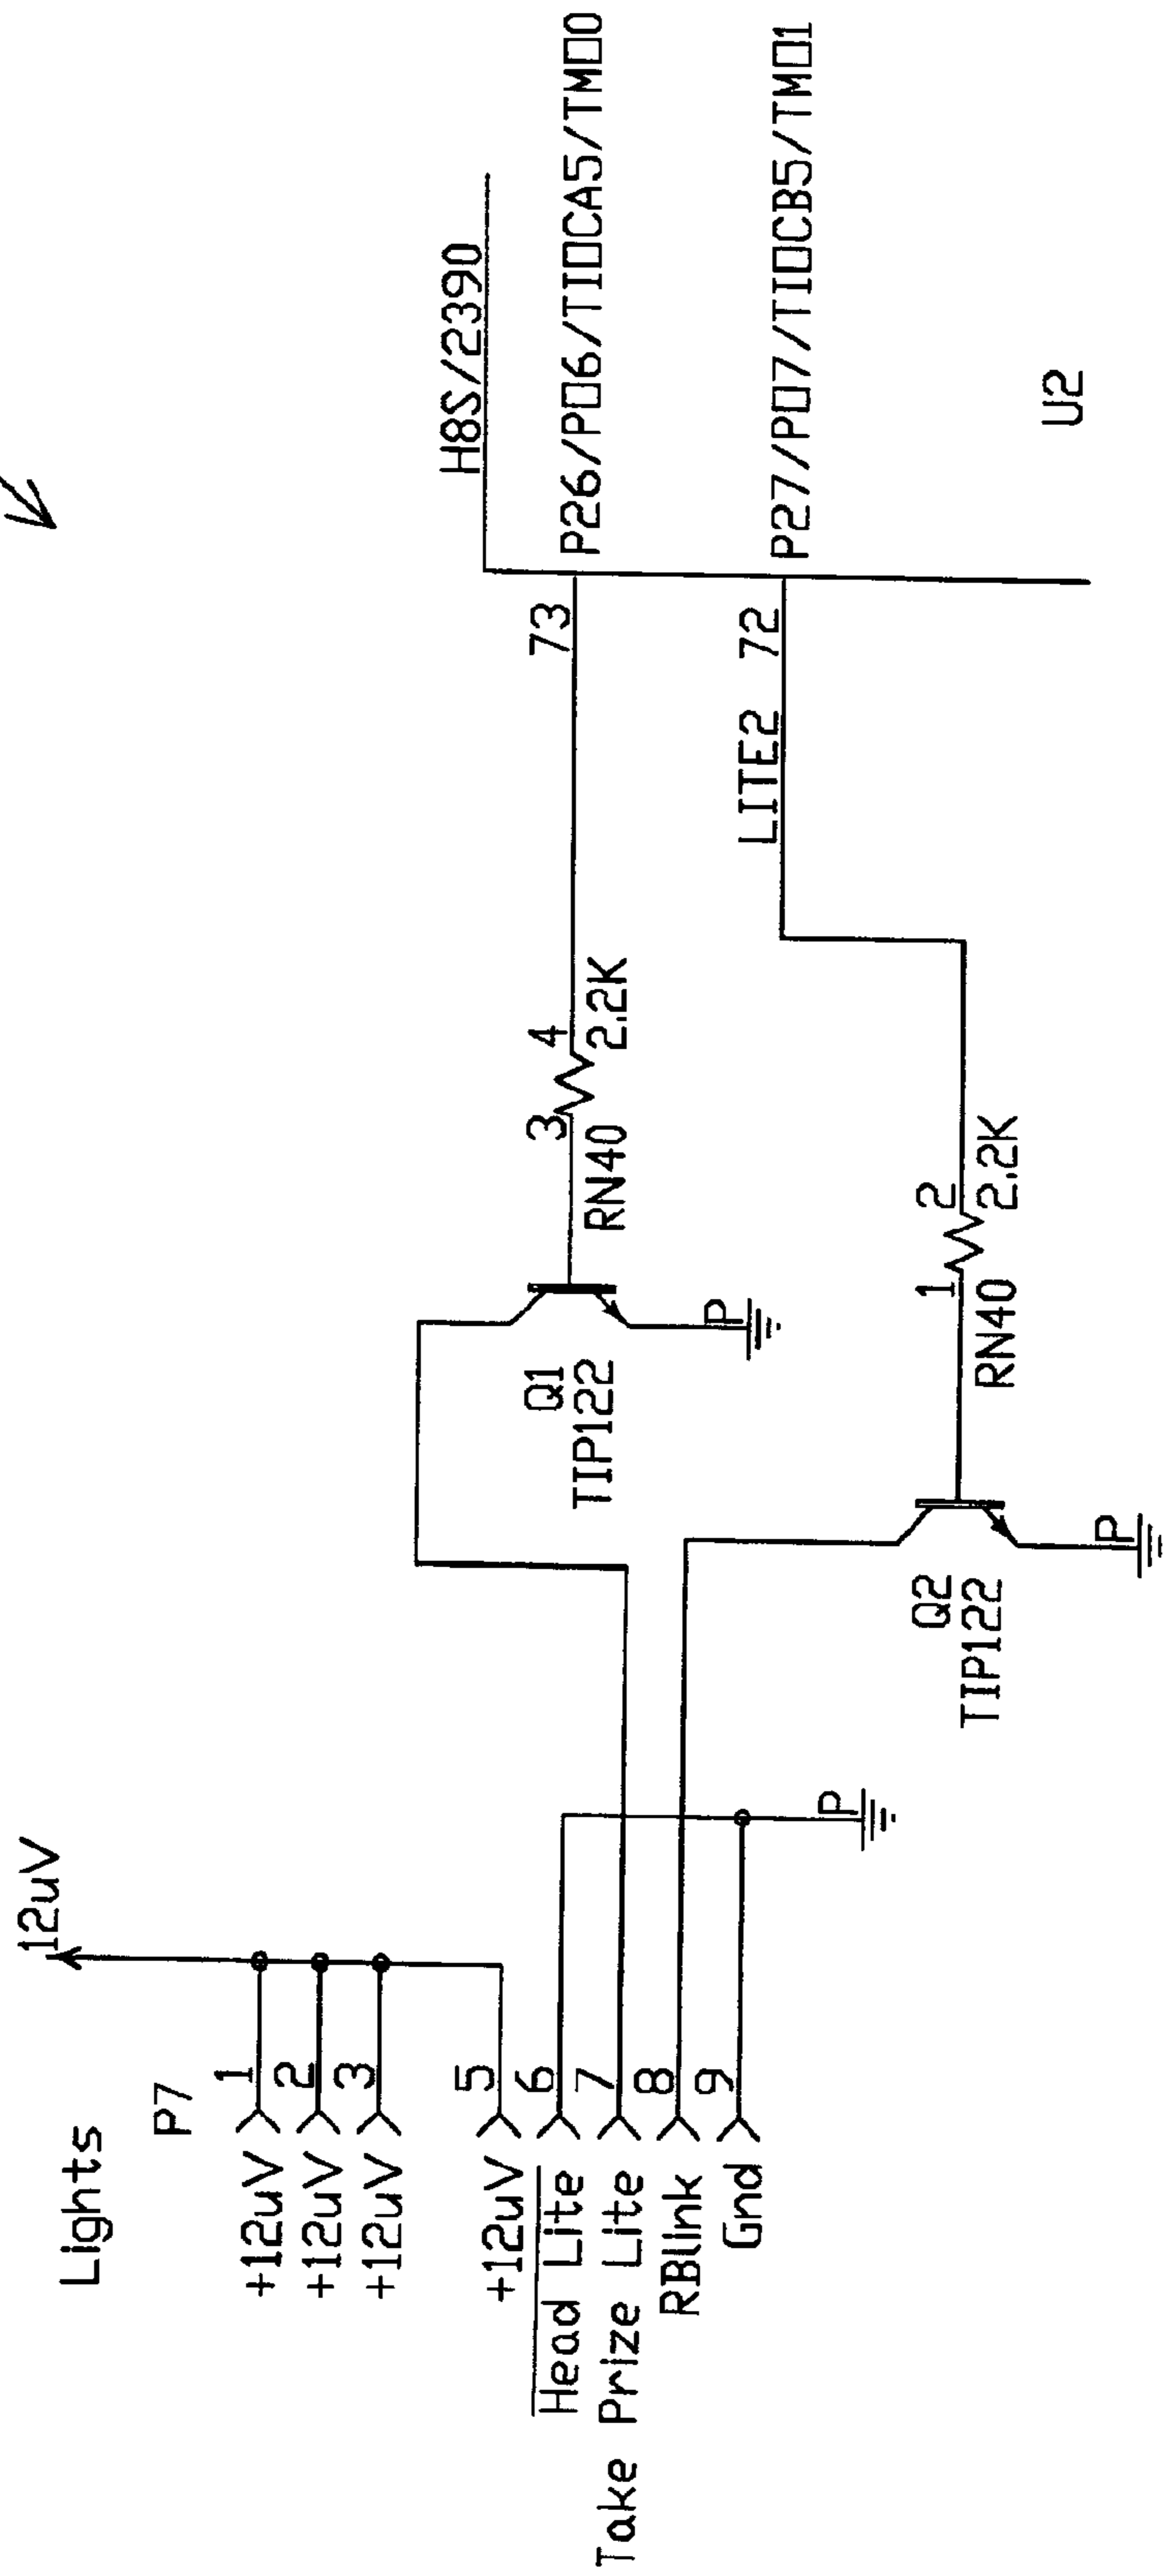 Lights
P7
12uV
+12uV 1
+12uV 2
+12uV 3
+12uV 5
Head Lite 6
Take Prize Lite 7
RBlink 8
Gnd 9
P
Q1
TIP122
P
3
4
RN40
2.2K
Q2
TIP122
P
1
2
RN40
2.2K
H8S/2390
73
P26/PO6/TIOCA5/TMO0
LITE2
72
P27/PO7/TIOCB5/TMO1
U2